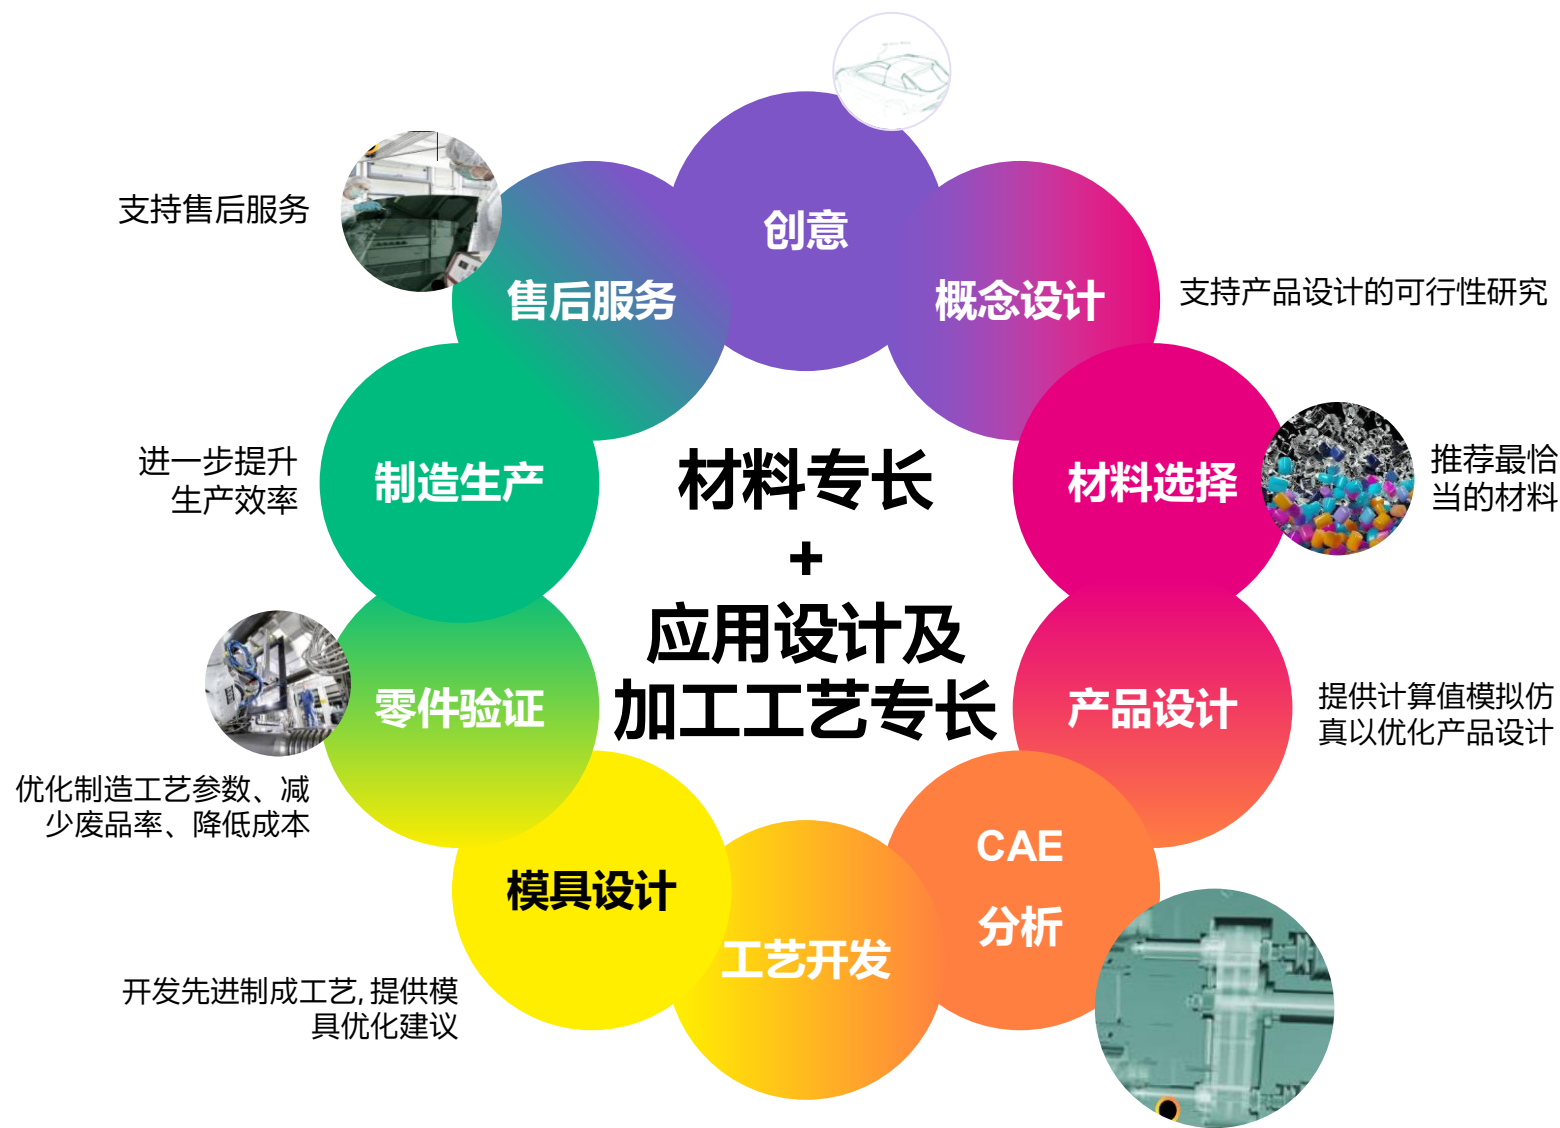 创意
概念设计
支持产品设计的可行性研究
材料选择
推荐最恰
当的材料
产品设计
提供计算值模拟仿
真以优化产品设计
CAE
分析
工艺开发
模具设计
开发先进制成工艺, 提供模
具优化建议
零件验证
优化制造工艺参数、减
少废品率、降低成本
制造生产
进一步提升
生产效率
售后服务
支持售后服务
材料专长
+
应用设计及
加工工艺专长